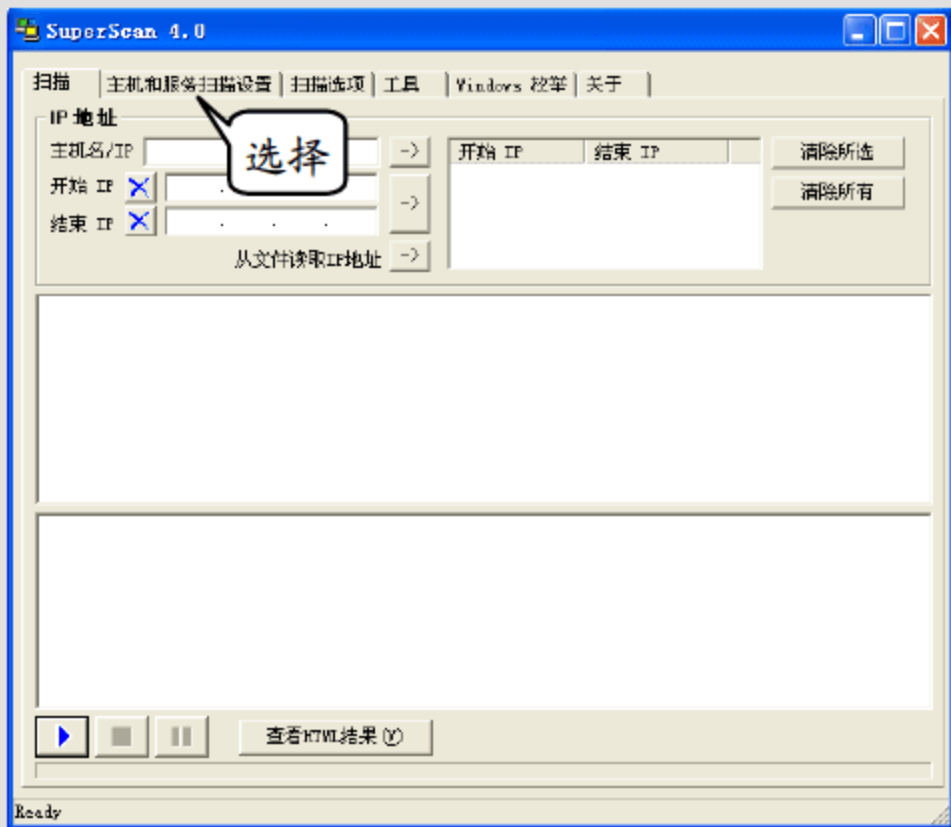 SuperScan 4.0
扫描 主机和服务扫描设置 扫描选项 工具 Windows 枚举 关于
IP 地址
主机名/IP -> 开始 IP 结束 IP 清除所选
选择
开始 IP -> 清除所有
结束 IP
从文件读取IP地址 ->
查看HTML结果(V)
Ready